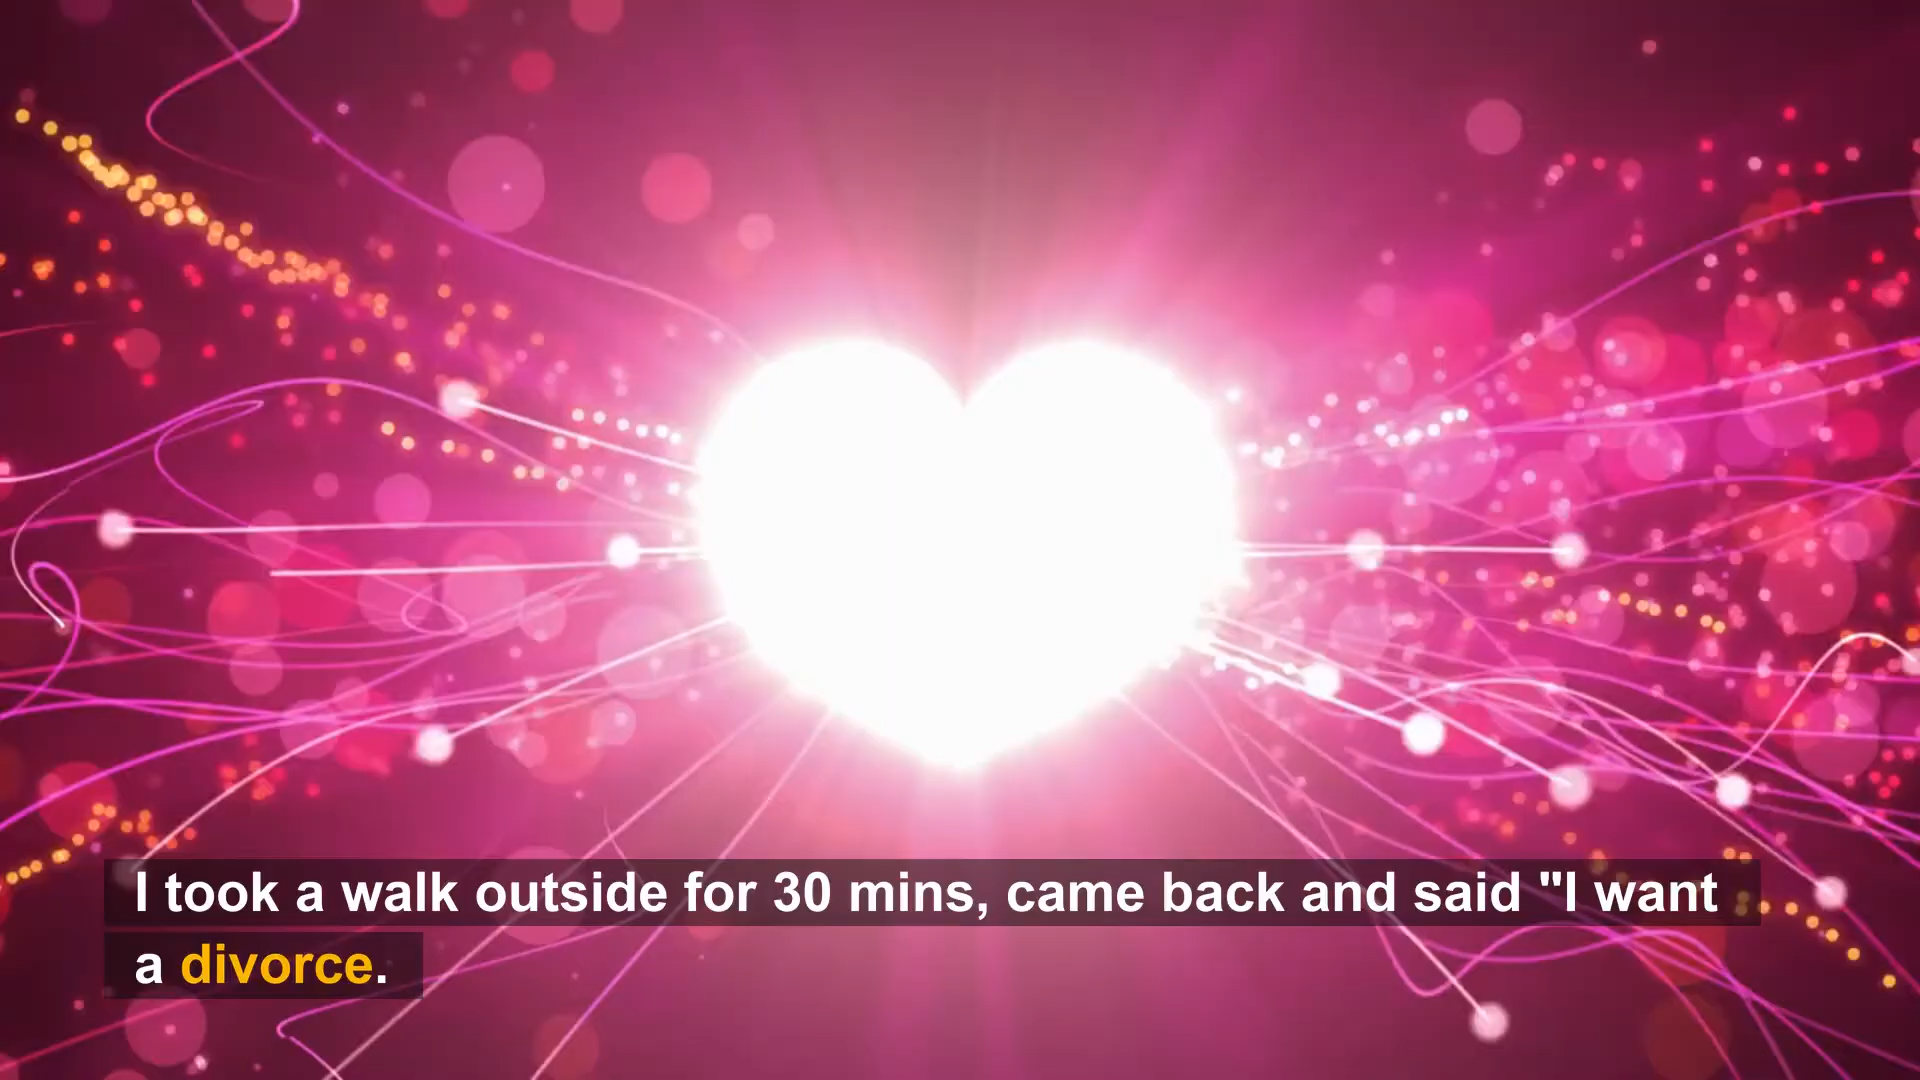 I took a walk outside for 30 mins, came back and said "I want
a divorce.